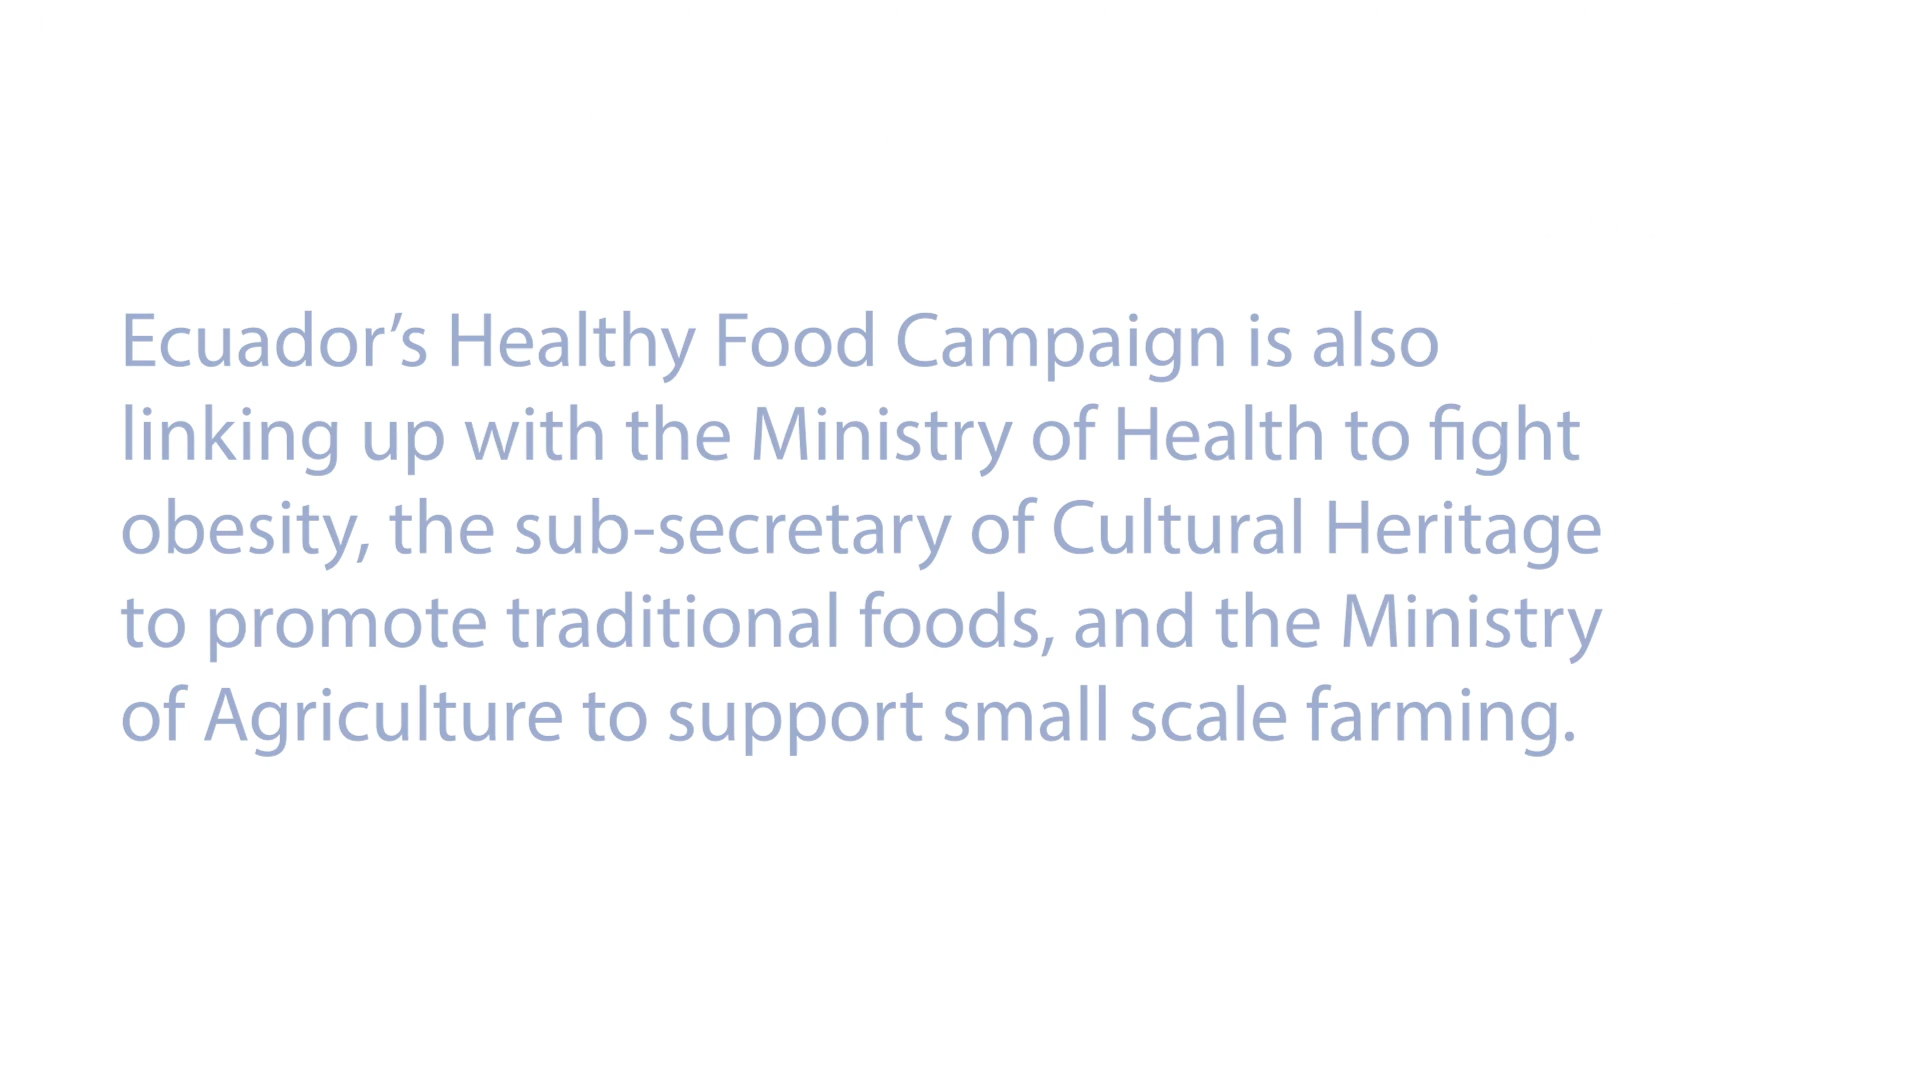 Ecuador’s Healthy Food Campaign is also
linking up with the Ministry of Health to fight
obesity, the sub-secretary of Cultural Heritage
to promote traditional foods, and the Ministry
of Agriculture to support small scale farming.